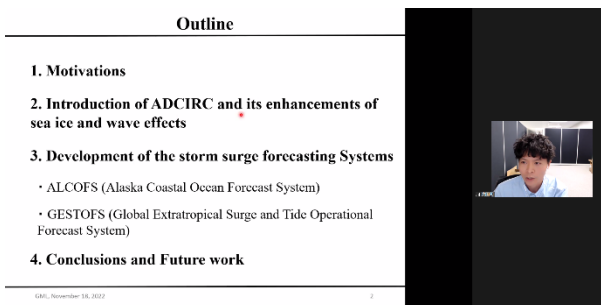 Outline
1. Motivations
2. Introduction of ADCIRC and its enhancements of
sea ice and wave effects
3. Development of the storm surge forecasting Systems
・ALCOFS (Alaska Coastal Ocean Forecast System)
・GESTOFS (Global Extratropical Surge and Tide Operational
Forecast System)
4. Conclusions and Future work
GML, November 18, 2022
2